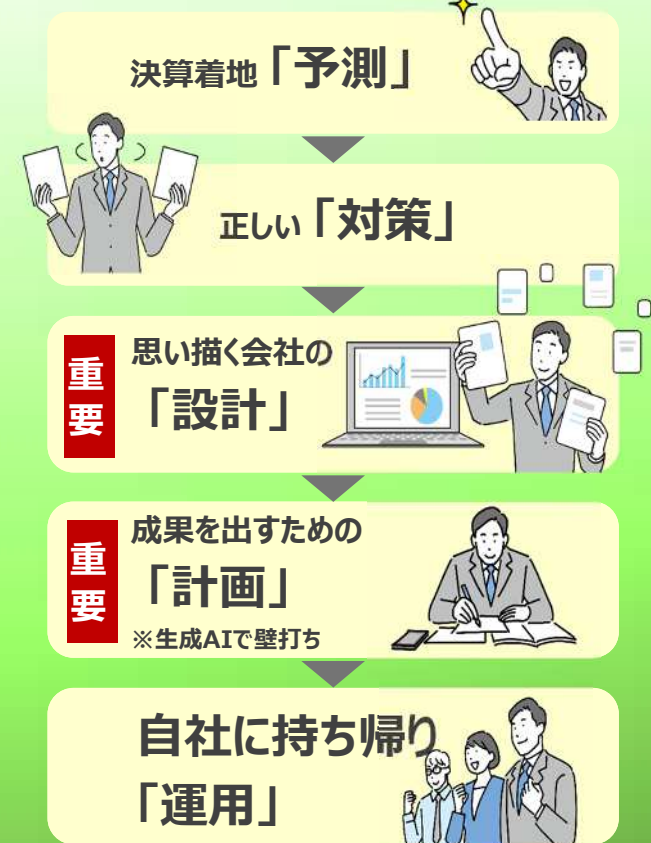 決算着地「予測」
正しい「対策」
重要
思い描く会社の
「設計」
重要
成果を出すための
「計画」
※生成AIで壁打ち
自社に持ち帰り
「運用」